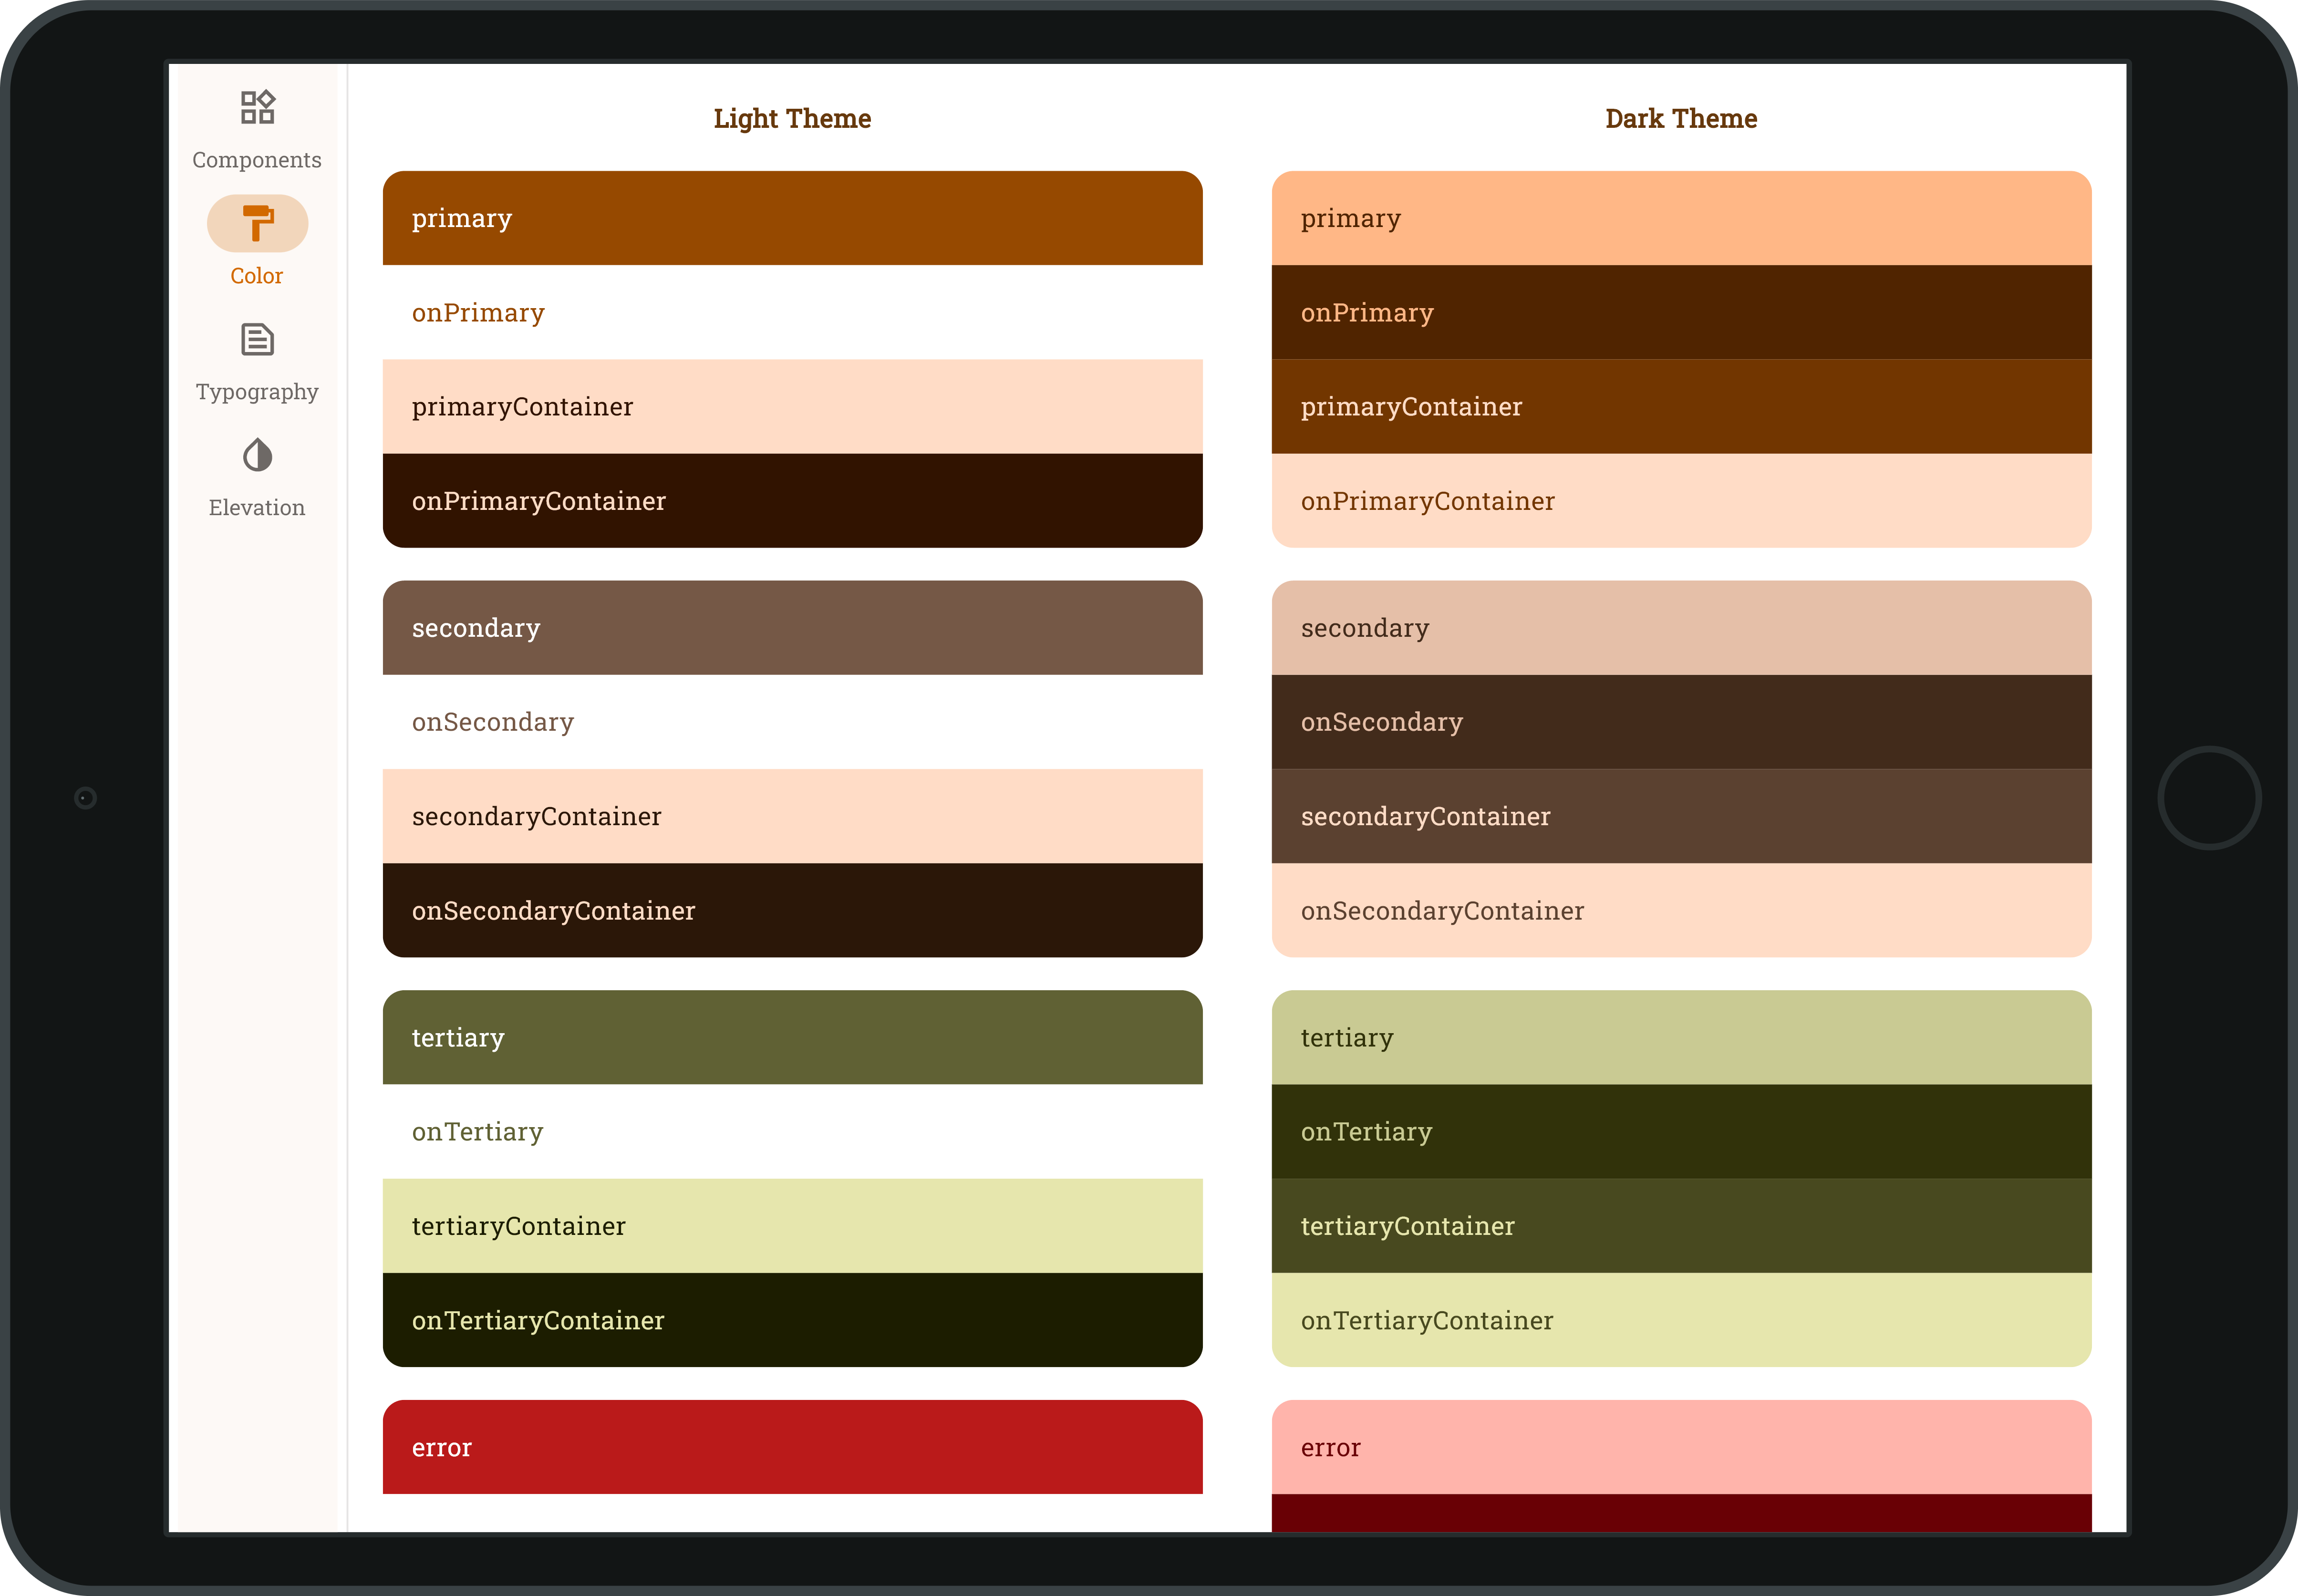 Components
Color
Typography
Elevation
Light Theme
primary
onPrimary
primaryContainer
onPrimaryContainer
secondary
onSecondary
secondaryContainer
onSecondaryContainer
tertiary
onTertiary
tertiaryContainer
onTertiaryContainer
error
Dark Theme
primary
onPrimary
primaryContainer
onPrimaryContainer
secondary
onSecondary
secondaryContainer
onSecondaryContainer
tertiary
onTertiary
tertiaryContainer
onTertiaryContainer
error